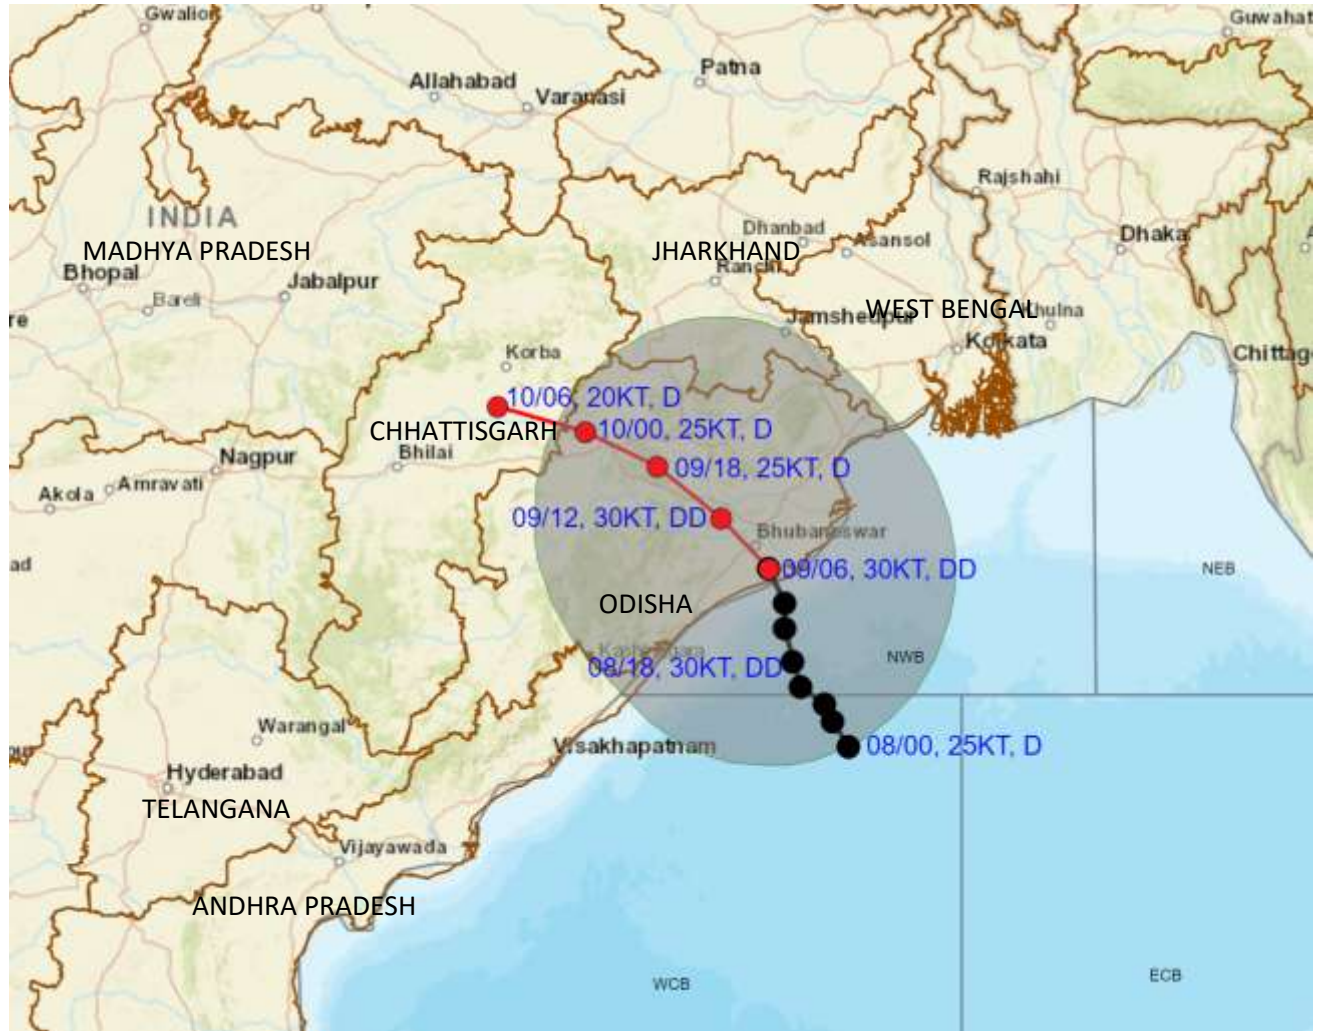 Gwalior
Guwahat
Patna
Allahabad
Varanasi
Rajshahi
INDIA
Dhanbad
Asansol
Dhaka
MADHYA PRADESH
JHARKHAND
Bhopal
Ranchi
Jabalpur
Bareli
WEST BENGAL
Khulna
re
Jamshedpur
Kolkata
Korba
Chittag
10/06, 20KT, D
CHHATTISGARH
10/00, 25KT, D
Bhilai
Nagpur
09/18, 25KT, D
Amravati
Akola
09/12, 30KT, DD
Bhubaneswar
ad
09/06, 30KT, DD
NEB
ODISHA
NWB
08/18, 30KT, DD
Warangal
Visakhapatnam
08/00, 25KT, D
Hyderabad
TELANGANA
Vijayawada
ANDHRA PRADESH
WCB
ECB